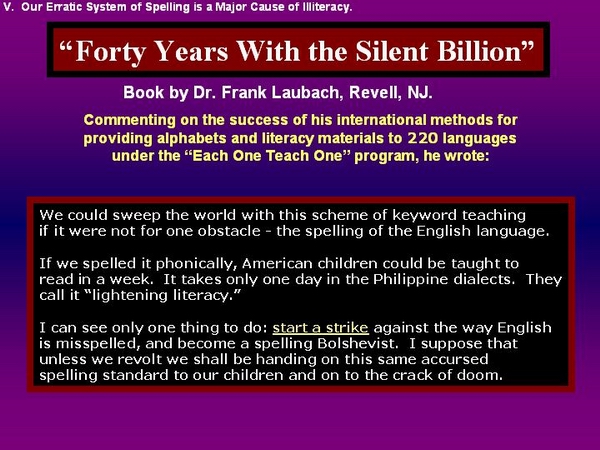 V.  Our Erratic System of Spelling is a Major Cause of Illiteracy.
“Forty Years With the Silent Billion”
Book by Dr. Frank Laubach, Revell, NJ.
Commenting on the success of his international methods for
providing alphabets and literacy materials to 220 languages
under the “Each One Teach One” program, he wrote:
We could sweep the world with this scheme of keyword teaching
if it were not for one obstacle - the spelling of the English language.
If we spelled it phonically, American children could be taught to
read in a week.  It takes only one day in the Philippine dialects.  They
call it “lightening literacy.”
I can see only one thing to do: start a strike against the way English
is misspelled, and become a spelling Bolshevist.  I suppose that
unless we revolt we shall be handing on this same accursed
spelling standard to our children and on to the crack of doom.